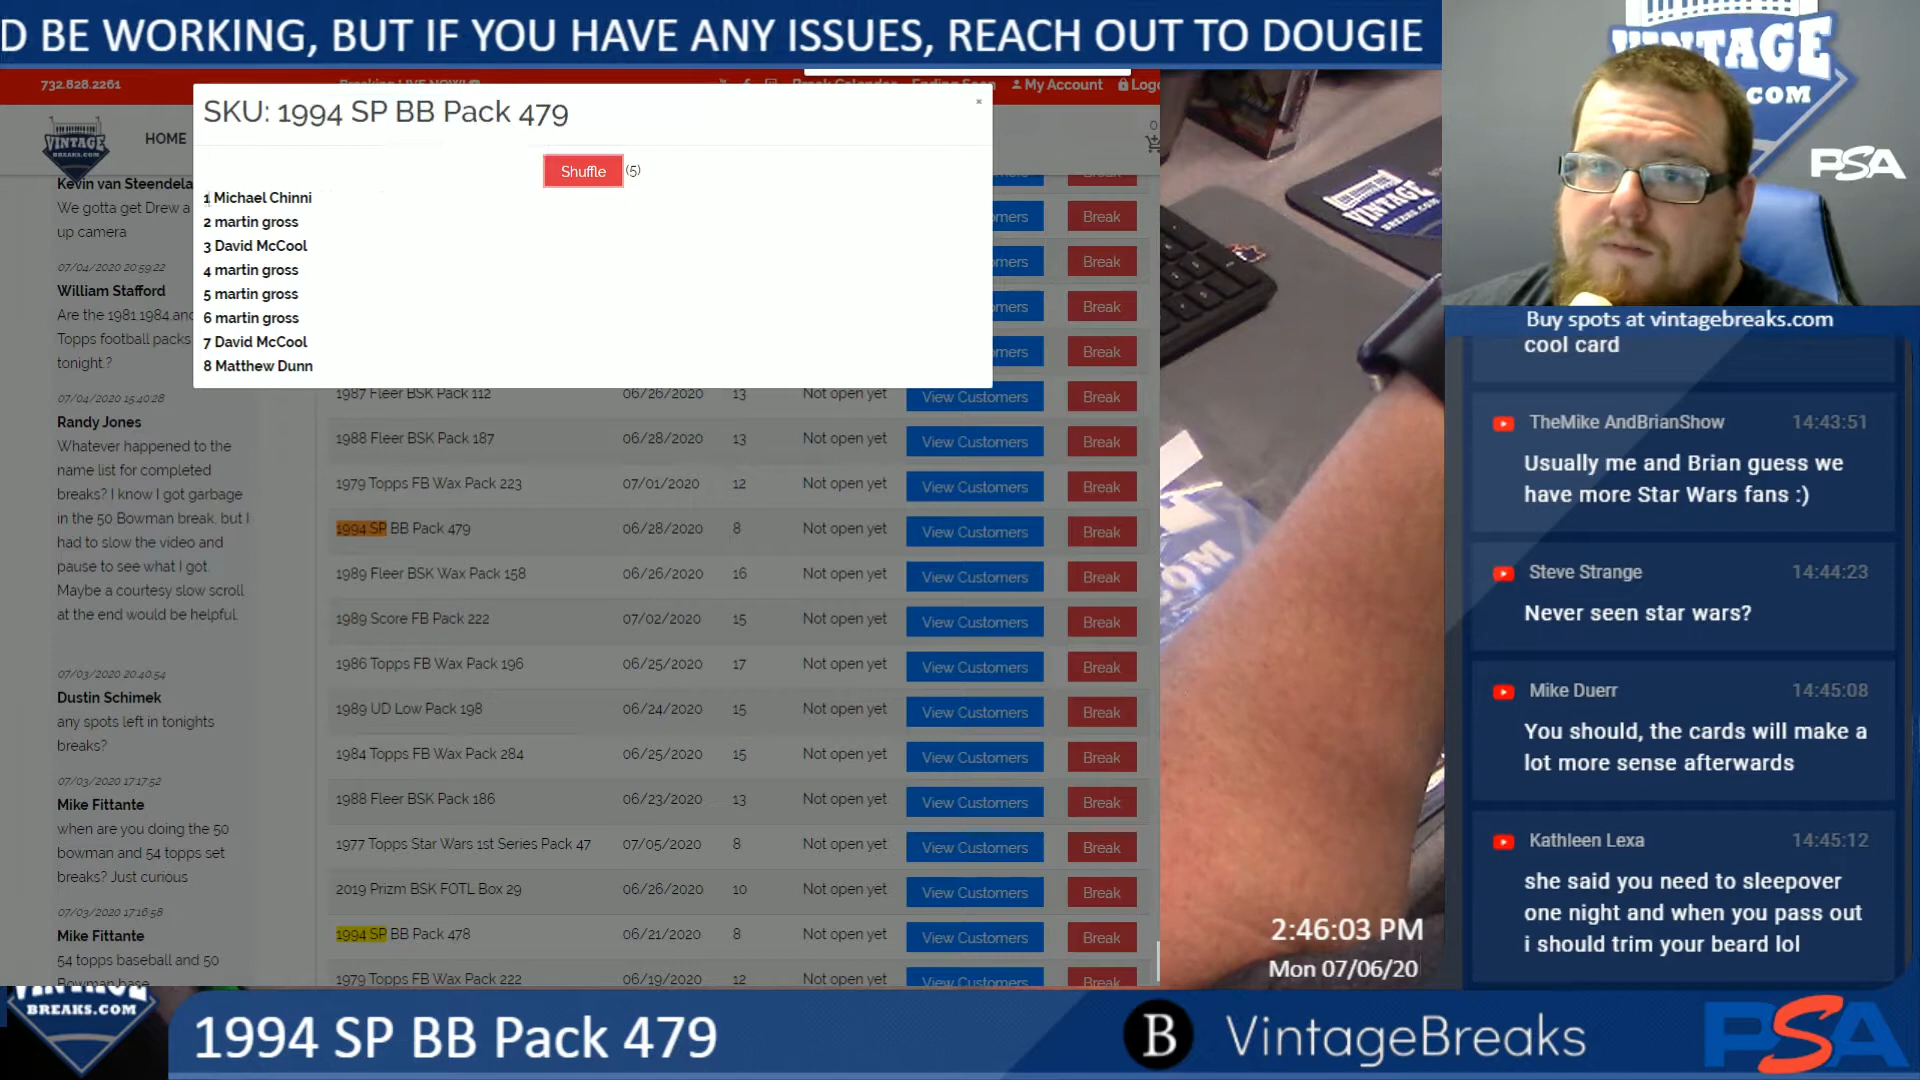 D BE WORKING, BUT IF YOU HAVE ANY ISSUES, REACH OUT TO DOUGIE
732.828.2261
My Account
HOME
SKU: 1994 SP BB Pack 479
×
Shuffle (5)
1 Michael Chinni
2 martin gross
3 David McCool
4 martin gross
5 martin gross
6 martin gross
7 David McCool
8 Matthew Dunn
VINTAGE
BREAKS.COM
Kevin van Steendela
We gotta get Drew a
up camera
07/04/2020 20:59:22
William Stafford
Are the 1981,1984,and
Topps football packs
tonight.?
07/04/2020 15:40:28
Randy Jones
Whatever happened to the
name list for completed
breaks? I know I got garbage
in the 50 Bowman break, but I
had to slow the video and
pause to see what I got.
Maybe a courtesy slow scroll
at the end would be helpful.
07/03/2020 20:40:54
Dustin Schimek
any spots left in tonights
breaks?
07/03/2020 17:17:52
Mike Fittante
when are you doing the 50
bowman and 54 topps set
breaks? Just curious
07/03/2020 17:16:58
Mike Fittante
54 topps baseball and 50
Break
mers Break
mers Break
mers Break
mers Break
1987 Fleer BSK Pack 112 06/26/2020 13 Not open yet View Customers Break
1988 Fleer BSK Pack 187 06/28/2020 13 Not open yet View Customers Break
1979 Topps FB Wax Pack 223 07/01/2020 12 Not open yet View Customers Break
1994 SP BB Pack 479 06/28/2020 8 Not open yet View Customers Break
1989 Fleer BSK Wax Pack 158 06/26/2020 16 Not open yet View Customers Break
1989 Score FB Pack 222 07/02/2020 15 Not open yet View Customers Break
1986 Topps FB Wax Pack 196 06/25/2020 17 Not open yet View Customers Break
1989 UD Low Pack 198 06/24/2020 15 Not open yet View Customers Break
1984 Topps FB Wax Pack 284 06/25/2020 15 Not open yet View Customers Break
1988 Fleer BSK Pack 186 06/23/2020 13 Not open yet View Customers Break
1977 Topps Star Wars 1st Series Pack 47 07/05/2020 8 Not open yet View Customers Break
2019 Prizm BSK FOTL Box 29 06/26/2020 10 Not open yet View Customers Break
1994 SP BB Pack 478 06/21/2020 8 Not open yet View Customers Break
1979 Topps FB Wax Pack 222 06/19/2020 12 Not open yet View Customers Break
VINTAGE
2:46:03 PM
Mon 07/06/20
VINTAGE
.COM
PSA
Buy spots at vintagebreaks.com
cool card
TheMike AndBrianShow 14:43:51
Usually me and Brian guess we
have more Star Wars fans :)
Steve Strange 14:44:23
Never seen star wars?
Mike Duerr 14:45:08
You should, the cards will make a
lot more sense afterwards
Kathleen Lexa 14:45:12
she said you need to sleepover
one night and when you pass out
i should trim your beard lol
BREAKS.COM
1994 SP BB Pack 479
B VintageBreaks
PSA